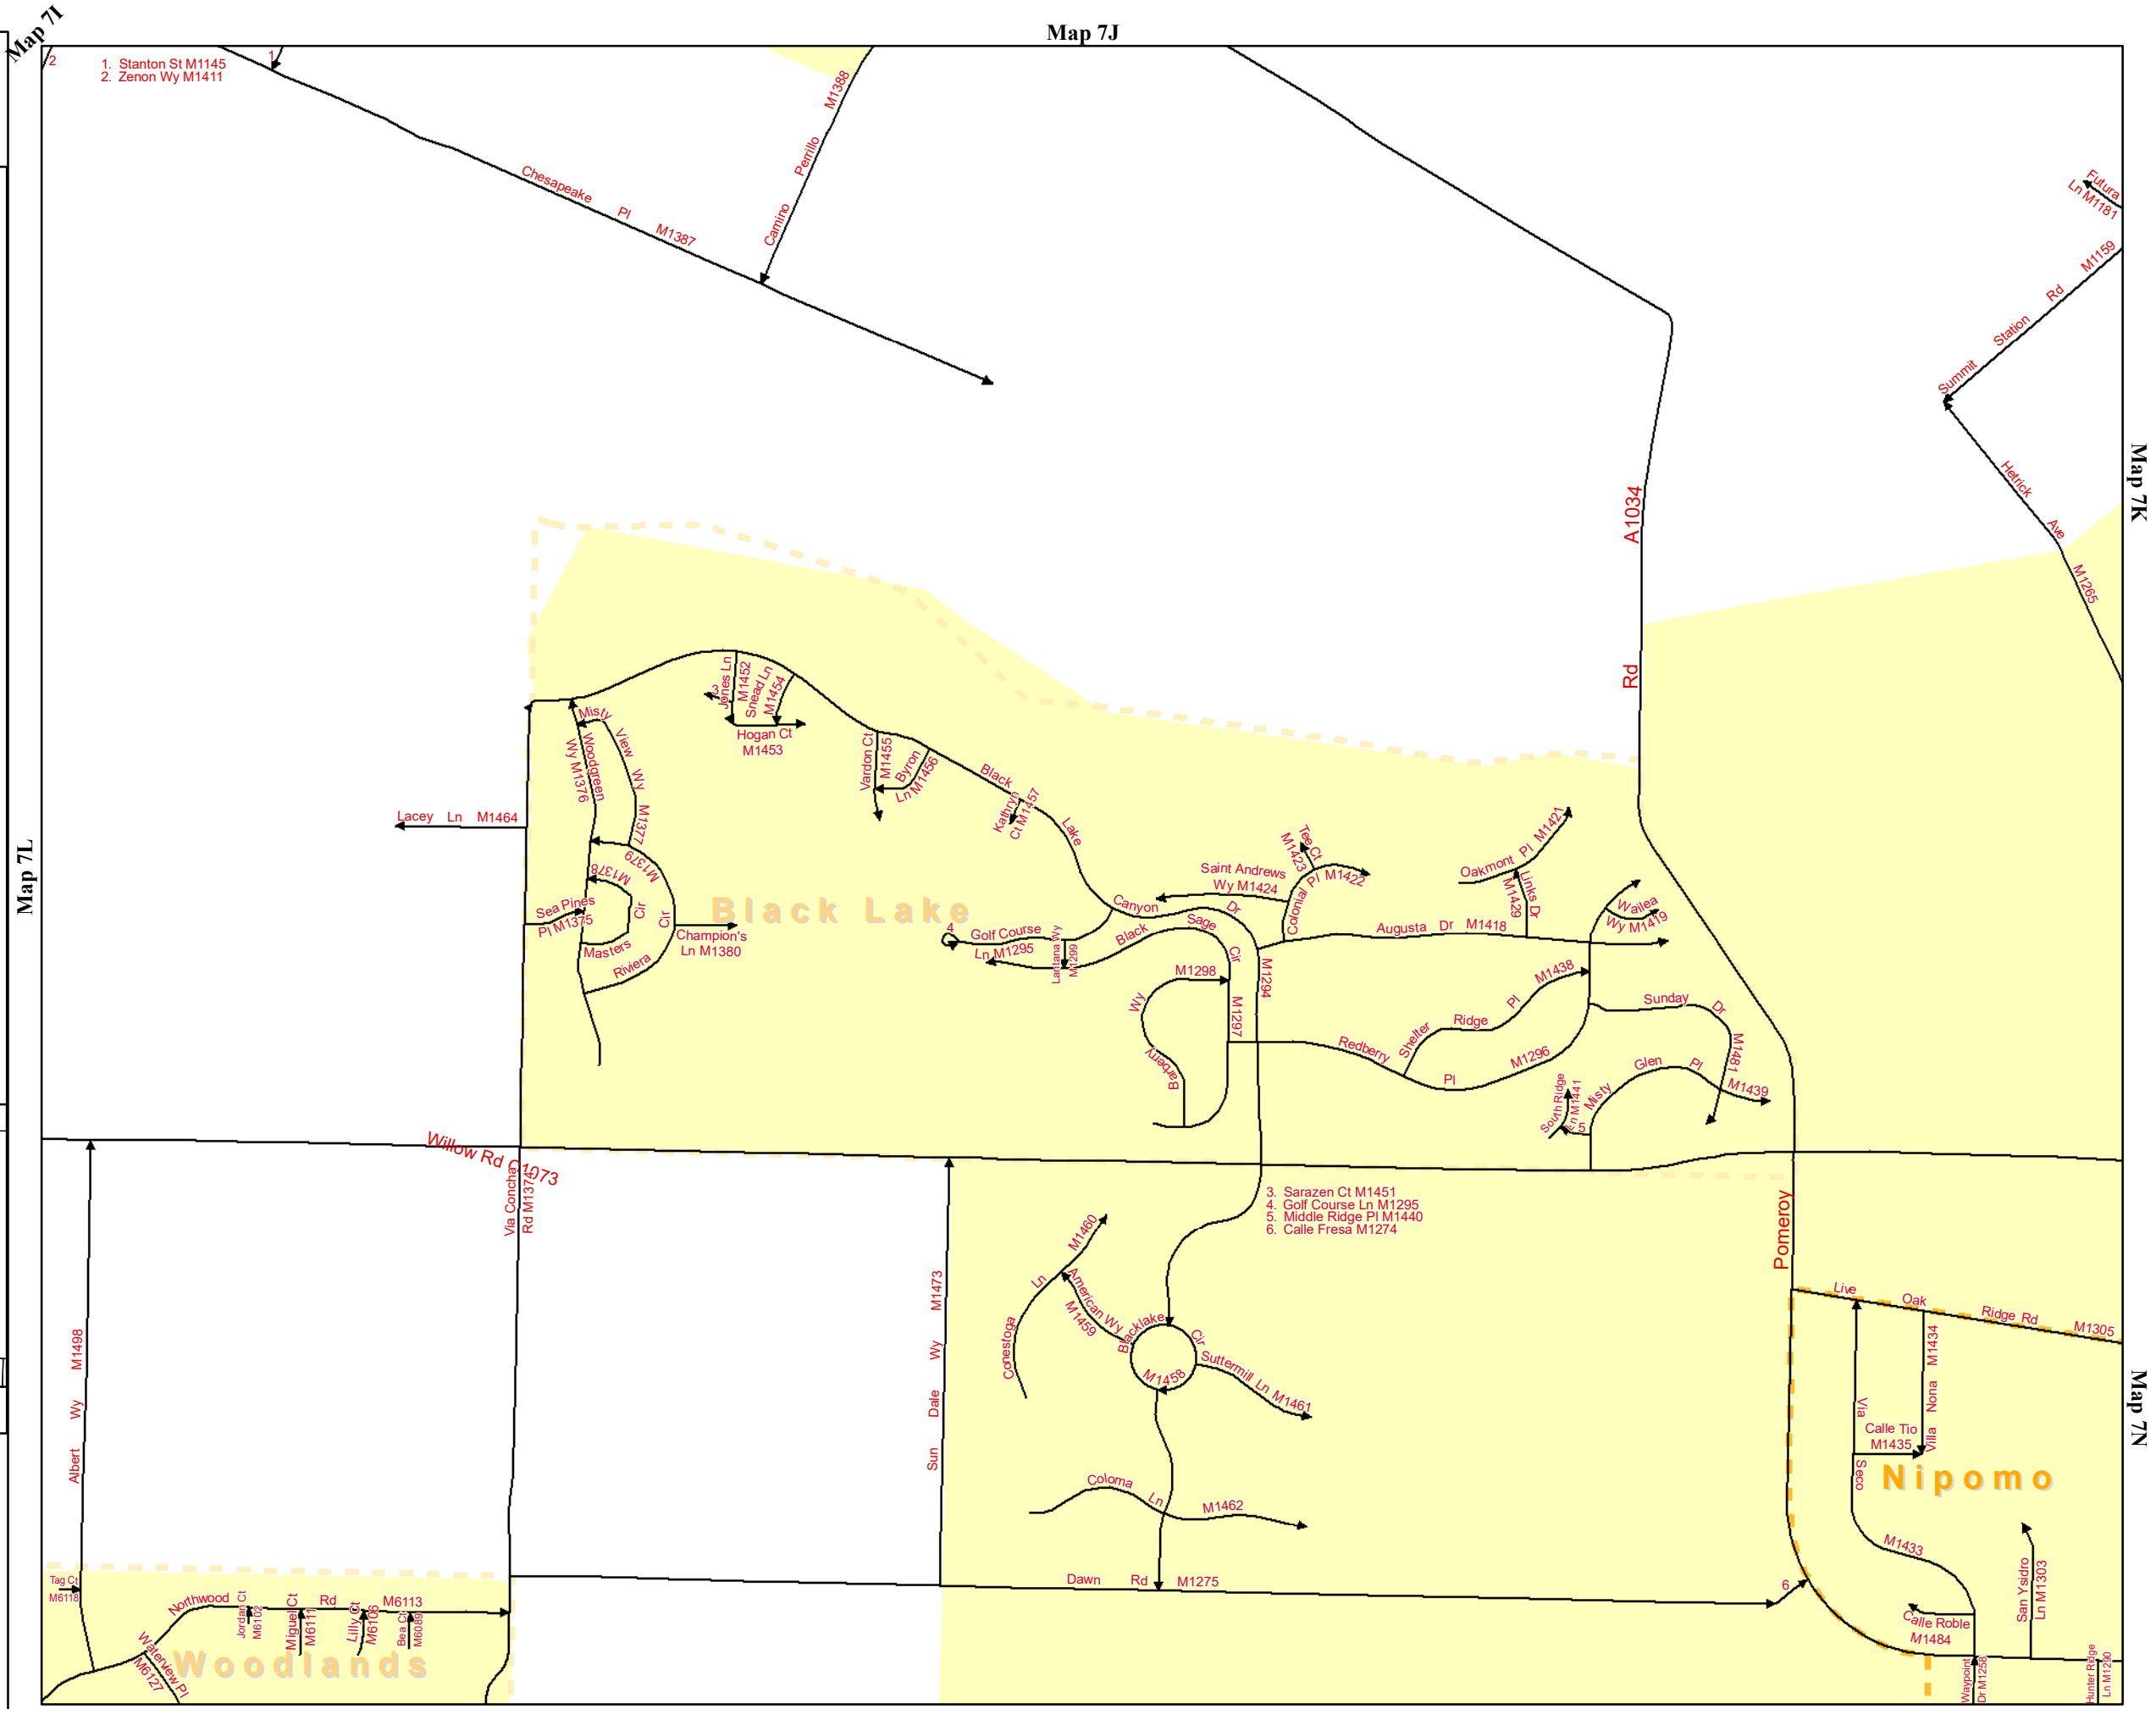 Map 7I
Map 7J
1
2
1. Stanton St M1145
2. Zenon Wy M1411
Chesapeake Pl M1387
Camino Perrillo M1388
Futura
Ln M1181
Summit Station Rd M1159
Hetrick Ave M1265
Map 7K
Pomeroy Rd A1034
Map 7L
Jones Ln
M1452
Snead Ln
M1454
3
Hogan Ct
M1453
Misty View Wy M1377
Woodgreen
Wy M1376
Vardon Ct
M1455
Byron
Ln M1456
Kathryn
Ct M1457
Black Lake Canyon Dr M1294
Lacey Ln M1464
M1379
M1378
Sea Pines
Pl M1375
Masters Cir
Riviera Cir
Champion's
Ln M1380
Black Lake
Saint Andrews
Wy M1424
Tee Ct
M1423
Colonial Pl M1422
Oakmont Pl M1421
Links Dr
M1429
Augusta Dr M1418
Wailea
Wy M1419
4
Golf Course
Ln M1295
Lantana Wy
M1299
Black Sage Cir M1297
M1298
Barberry Wy
Redberry Pl M1296
Shelter Ridge Pl M1438
Sunday Dr M1481
Misty Glen Pl M1439
South Ridge
Ln M1441
5
Willow Rd C1073
Via Concha
Rd M1374
3. Sarazen Ct M1451
4. Golf Course Ln M1295
5. Middle Ridge Pl M1440
6. Calle Fresa M1274
Albert Wy M1498
Sun Dale Wy M1473
Conestoga Ln M1460
American Wy
M1459
Blacklake Cir
M1458
Suttermill Ln M1461
Coloma Ln M1462
Dawn Rd M1275
6
Live Oak Ridge Rd M1305
Villa Nona M1434
Calle Tio
M1435
Via Seco M1433
Nipomo
Map 7N
San Ysidro
Ln M1303
Calle Roble
M1484
Waypoint
Dr M1258
Hunter Ridge
Ln M1290
Tag Ct
M6118
Northwood Rd M6113
Jordan Ct
M6102
Miguel Ct
M6111
Lilly Ct
M6106
Bea Ct
M6089
Waterview Pl
M6127
Woodlands